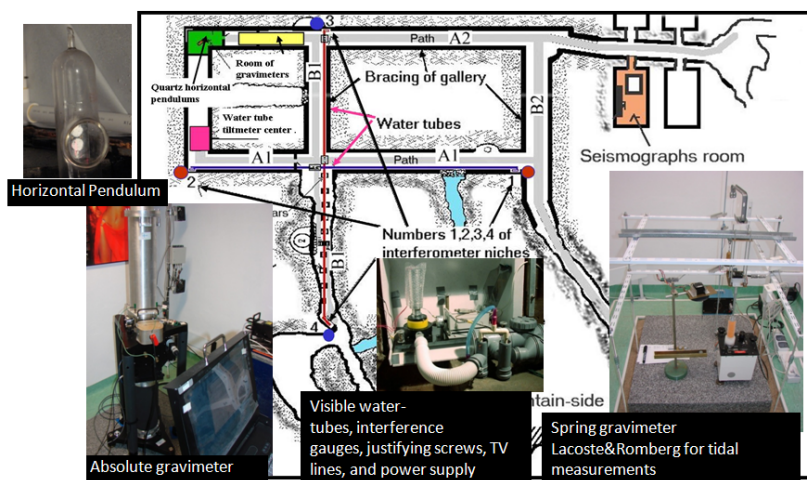 3
Path
A2
B1
Room of
gravimeters
Quartz horizontal
pendulums
Bracing of gallery
B2
Water tube
tiltmeter center
Water tubes
A1
Path
A1
Seismographs room
Horizontal Pendulum
2
Numbers 1,2,3,4 of
interferometer niches
B1
4
Visible water-
tubes, interference
gauges, justifying screws, TV
lines, and power supply
Absolute gravimeter
Spring gravimeter
Lacoste&Romberg for tidal
measurements